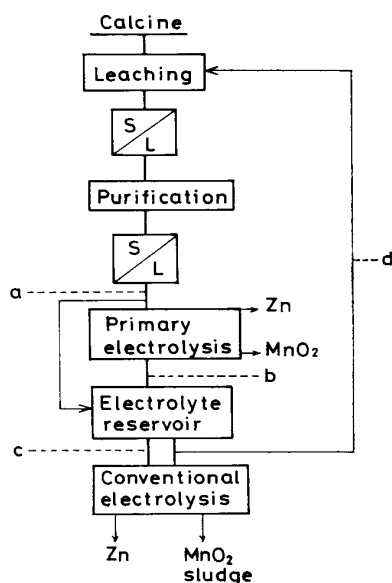 Calcine
Leaching
S
L
Purification
S
L
a
Zn
Primary
electrolysis
MnO2
b
d
Electrolyte
reservoir
c
Conventional
electrolysis
Zn
MnO2
sludge